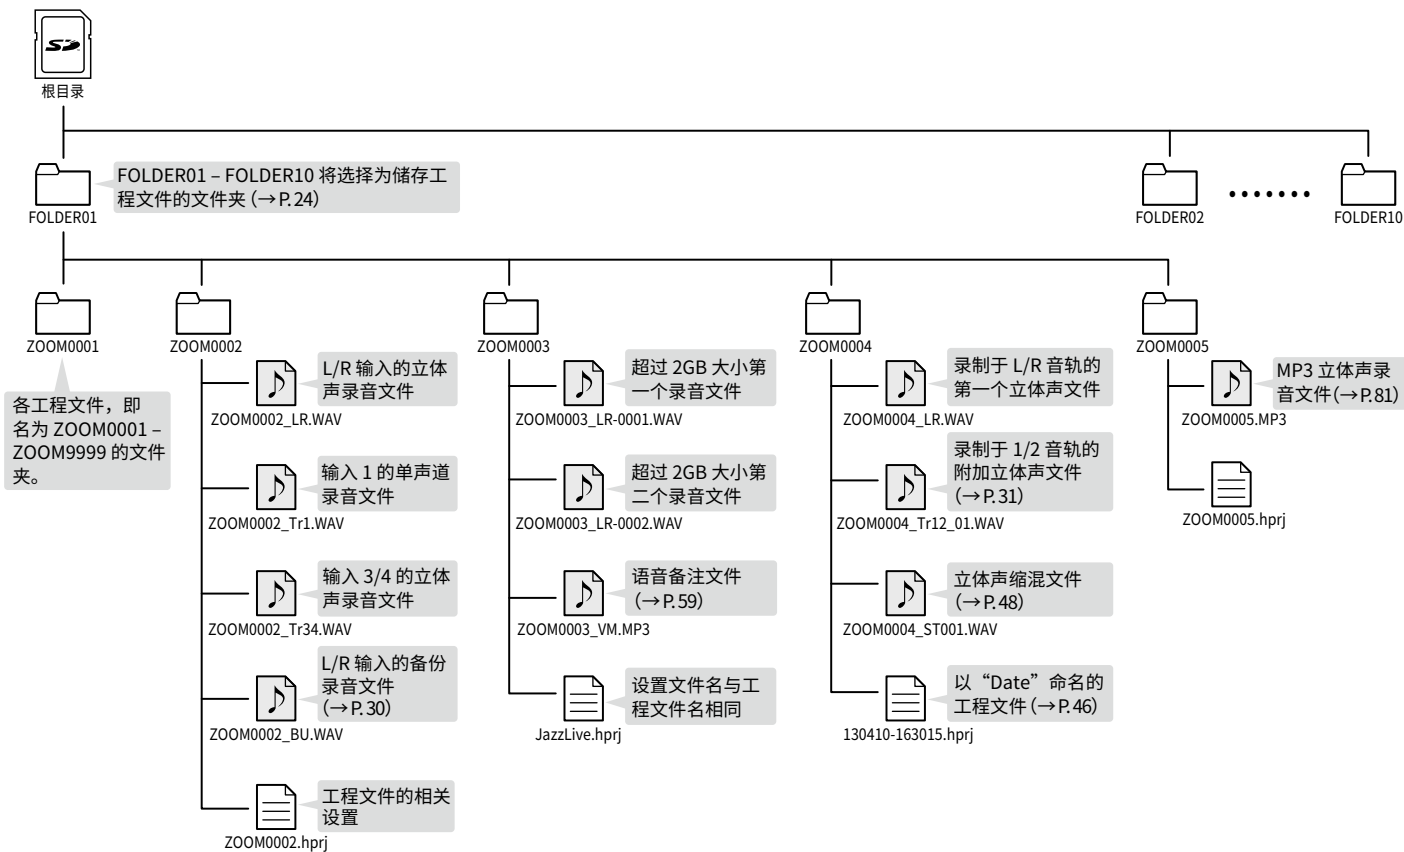 SD
根目录
FOLDER01
FOLDER01 – FOLDER10 将选择为储存工
程文件的文件夹（→P.24）
FOLDER02
FOLDER10
ZOOM0001
各工程文件，即
名为 ZOOM0001 –
ZOOM9999 的文件
夹。
ZOOM0002
L/R 输入的立体
声录音文件
ZOOM0002_LR.WAV
输入 1 的单声道
录音文件
ZOOM0002_Tr1.WAV
输入 3/4 的立体
声录音文件
ZOOM0002_Tr34.WAV
L/R 输入的备份
录音文件
（→P.30）
ZOOM0002_BU.WAV
工程文件的相关
设置
ZOOM0002.hprj
ZOOM0003
超过 2GB 大小第
一个录音文件
ZOOM0003_LR-0001.WAV
超过 2GB 大小第
二个录音文件
ZOOM0003_LR-0002.WAV
语音备注文件
（→P.59）
ZOOM0003_VM.MP3
设置文件名与工
程文件名相同
JazzLive.hprj
ZOOM0004
录制于 L/R 音轨的
第一个立体声文件
ZOOM0004_LR.WAV
录制于 1/2 音轨的
附加立体声文件
（→P.31）
ZOOM0004_Tr12_01.WAV
立体声缩混文件
（→P.48）
ZOOM0004_ST001.WAV
以“Date”命名的
工程文件（→P.46）
130410-163015.hprj
ZOOM0005
MP3 立体声录
音文件（→P.81）
ZOOM0005.MP3
ZOOM0005.hprj